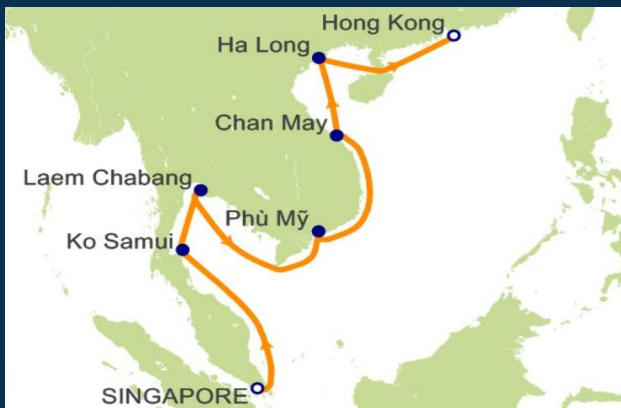 Hong Kong
Ha Long
Chan May
Laem Chabang
Phù Mỹ
Ko Samui
SINGAPORE